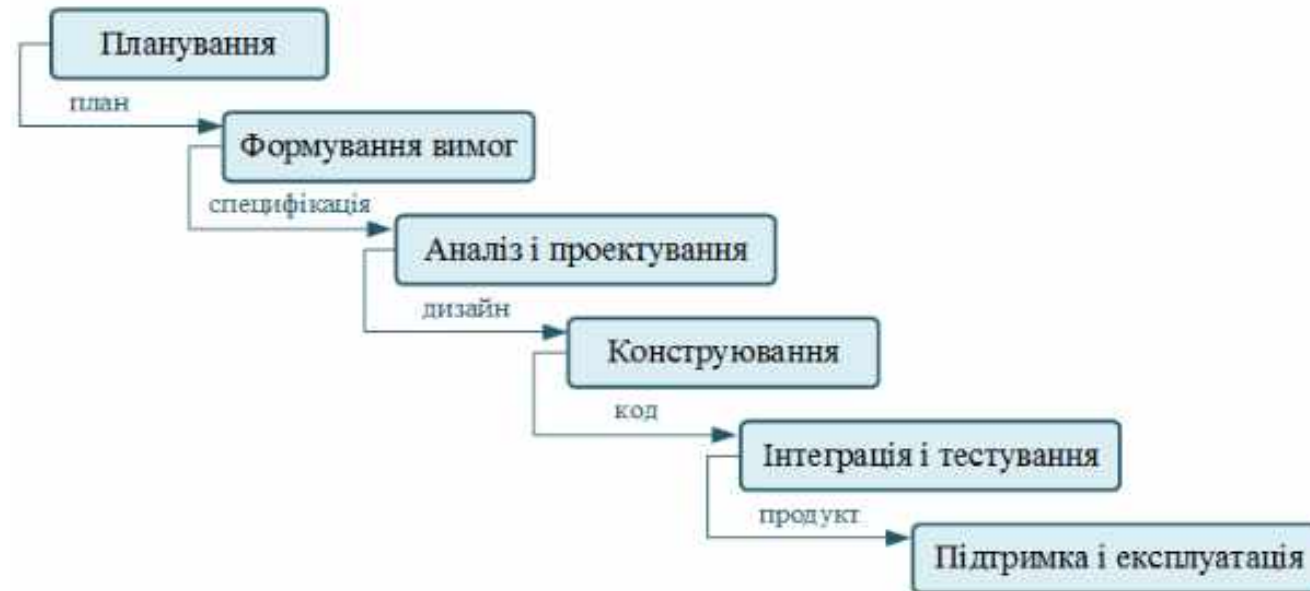 Планування
план
Формування вимог
специфікація
Аналіз і проектування
дизайн
Конструювання
код
Інтеграція і тестування
продукт
Підтримка і експлуатація